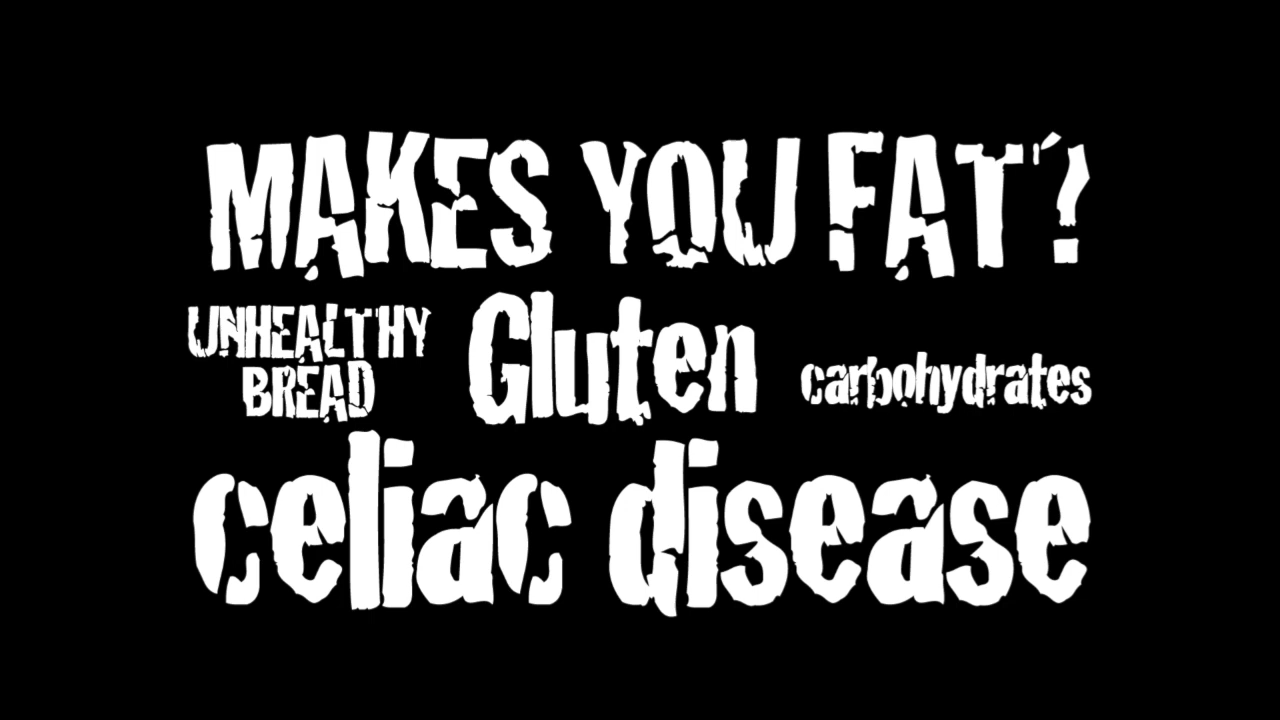 MAKES YOU FAT?
UNHEALTHY
BREAD
Gluten
carbohydrates
celiac disease